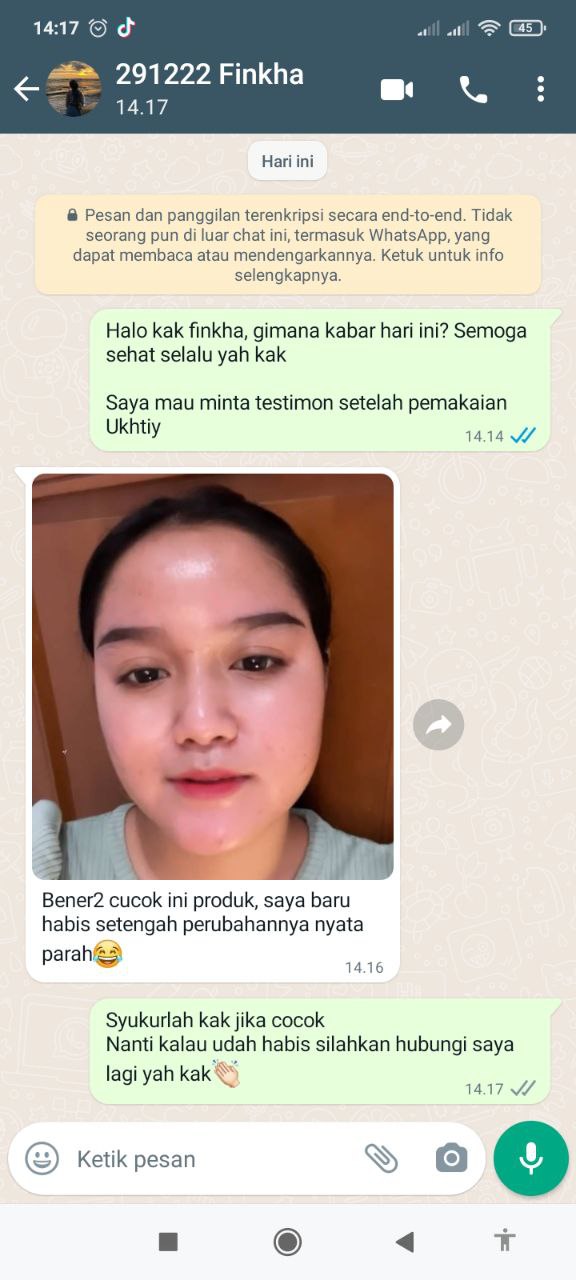 14:17
45
291222 Finkha
14.17
Hari ini
Pesan dan panggilan terenkripsi secara end-to-end. Tidak
seorang pun di luar chat ini, termasuk WhatsApp, yang
dapat membaca atau mendengarkannya. Ketuk untuk info
selengkapnya.
Halo kak finkha, gimana kabar hari ini? Semoga
sehat selalu yah kak
Saya mau minta testimon setelah pemakaian
Ukhtiy
14.14
Bener2 cucok ini produk, saya baru
habis setengah perubahannya nyata
parah😂
14.16
Syukurlah kak jika cocok
Nanti kalau udah habis silahkan hubungi saya
lagi yah kak👏🏻
14.17
Ketik pesan